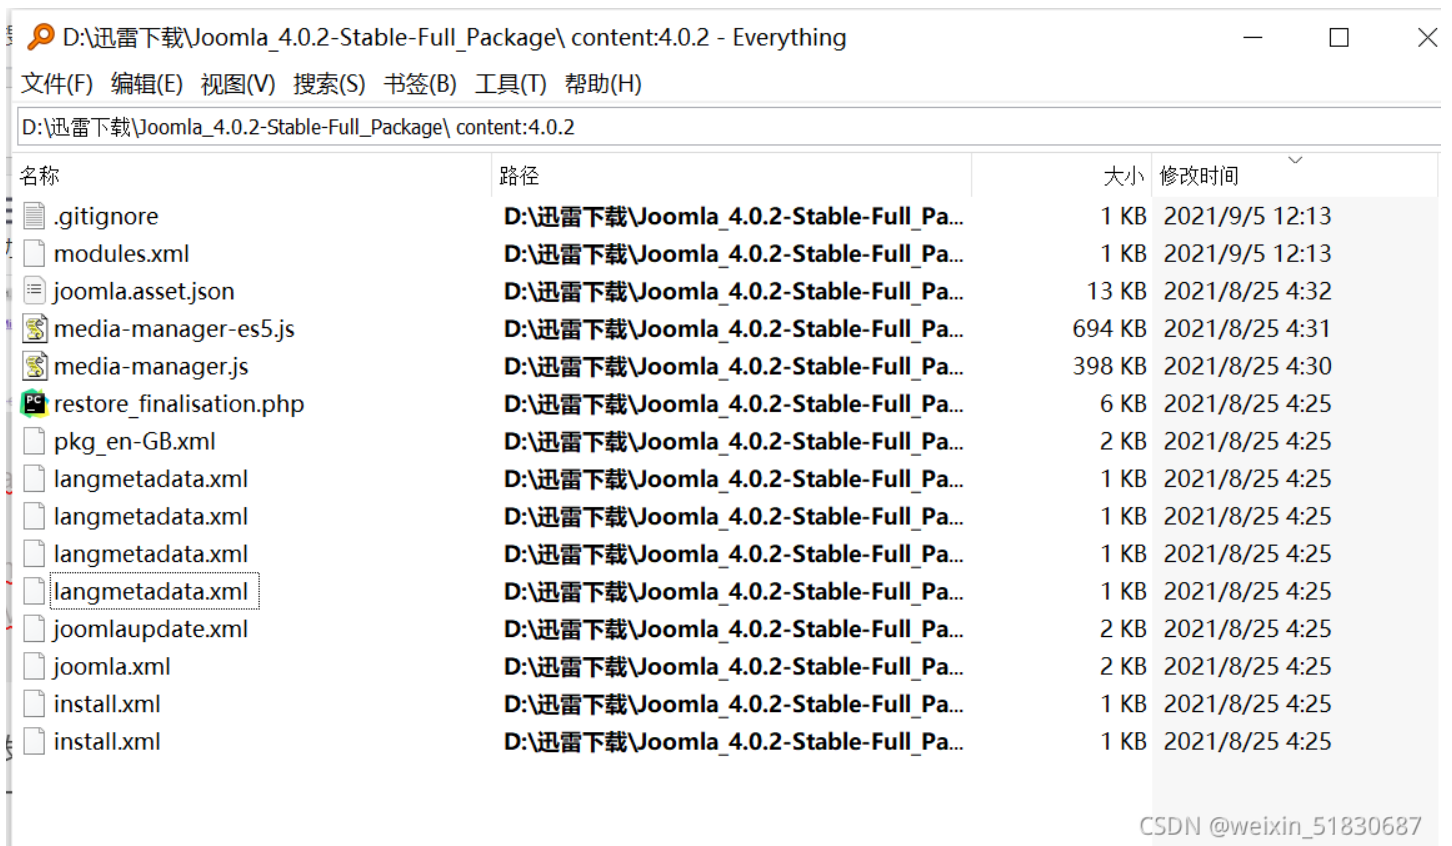 D:\迅雷下载\Joomla_4.0.2-Stable-Full_Package\ content:4.0.2 - Everything
文件(F) 编辑(E) 视图(V) 搜索(S) 书签(B) 工具(T) 帮助(H)
D:\迅雷下载\Joomla_4.0.2-Stable-Full_Package\ content:4.0.2
名称 路径 大小 修改时间
.gitignore D:\迅雷下载\Joomla_4.0.2-Stable-Full_Pa... 1 KB 2021/9/5 12:13
modules.xml D:\迅雷下载\Joomla_4.0.2-Stable-Full_Pa... 1 KB 2021/9/5 12:13
joomla.asset.json D:\迅雷下载\Joomla_4.0.2-Stable-Full_Pa... 13 KB 2021/8/25 4:32
media-manager-es5.js D:\迅雷下载\Joomla_4.0.2-Stable-Full_Pa... 694 KB 2021/8/25 4:31
media-manager.js D:\迅雷下载\Joomla_4.0.2-Stable-Full_Pa... 398 KB 2021/8/25 4:30
restore_finalisation.php D:\迅雷下载\Joomla_4.0.2-Stable-Full_Pa... 6 KB 2021/8/25 4:25
pkg_en-GB.xml D:\迅雷下载\Joomla_4.0.2-Stable-Full_Pa... 2 KB 2021/8/25 4:25
langmetadata.xml D:\迅雷下载\Joomla_4.0.2-Stable-Full_Pa... 1 KB 2021/8/25 4:25
langmetadata.xml D:\迅雷下载\Joomla_4.0.2-Stable-Full_Pa... 1 KB 2021/8/25 4:25
langmetadata.xml D:\迅雷下载\Joomla_4.0.2-Stable-Full_Pa... 1 KB 2021/8/25 4:25
langmetadata.xml D:\迅雷下载\Joomla_4.0.2-Stable-Full_Pa... 1 KB 2021/8/25 4:25
joomlaupdate.xml D:\迅雷下载\Joomla_4.0.2-Stable-Full_Pa... 2 KB 2021/8/25 4:25
joomla.xml D:\迅雷下载\Joomla_4.0.2-Stable-Full_Pa... 2 KB 2021/8/25 4:25
install.xml D:\迅雷下载\Joomla_4.0.2-Stable-Full_Pa... 1 KB 2021/8/25 4:25
install.xml D:\迅雷下载\Joomla_4.0.2-Stable-Full_Pa... 1 KB 2021/8/25 4:25
CSDN @weixin_51830687